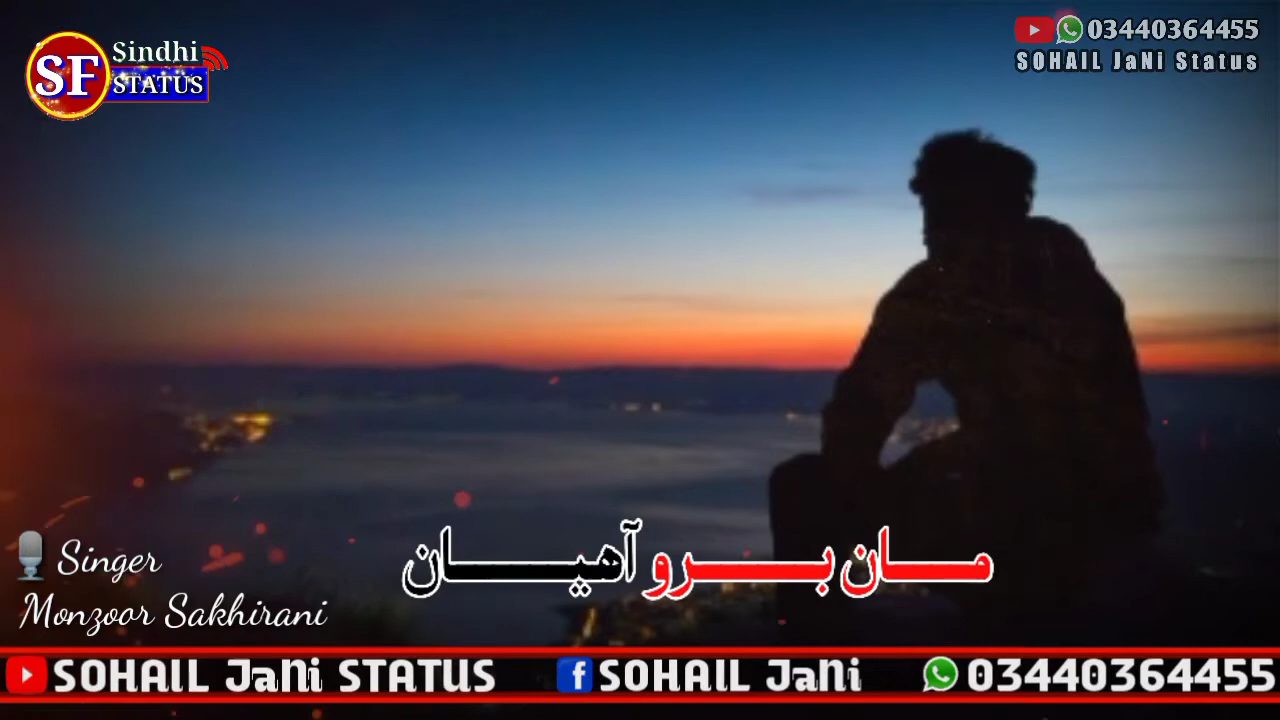 SF Sindhi
STATUS
03440364455
SOHAIL JaNi Status
مان برو آهيان
Singer
Monzoor Sakhirani
SOHAIL JaNi STATUS
SOHAIL JaNi
03440364455